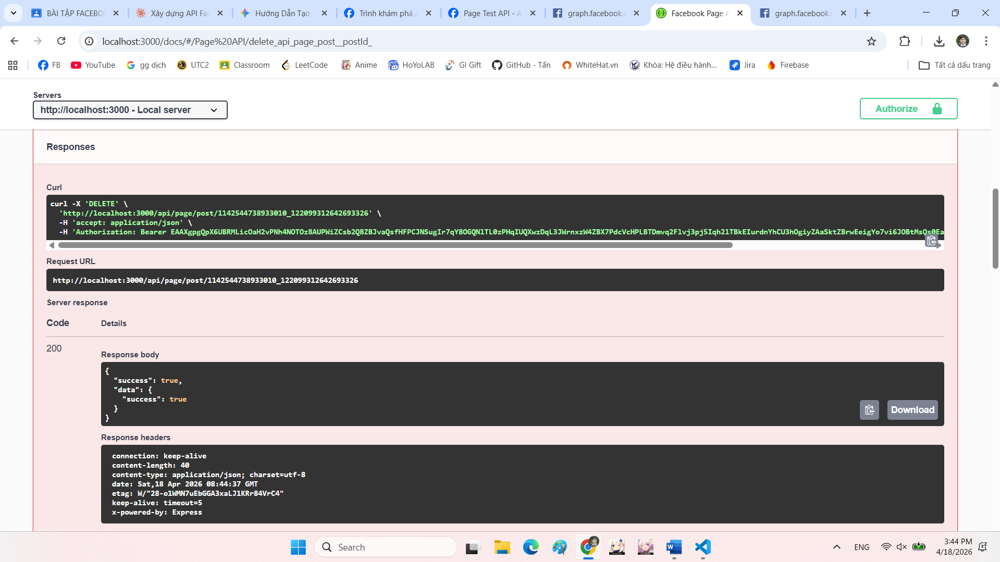 BÀI TẬP FACEBO
Xây dựng API Fa
Hướng Dẫn Tạo
Trình khám phá
Page Test API - A
graph.facebook.
Facebook Page A
graph.facebook.
localhost:3000/docs/#/Page%20API/delete_api_page_post__postId_
FB
YouTube
gg dịch
UTC2
Classroom
LeetCode
Anime
HoYoLAB
GI Gift
GitHub - Tấn
WhiteHat.vn
Khóa: Hệ điều hành...
Jira
Firebase
Tất cả dấu trang
Servers
http://localhost:3000 - Local server
Authorize
Responses
Curl
curl -X 'DELETE' \
'http://localhost:3000/api/page/post/1142544738933010_122099312642693326' \
-H 'accept: application/json' \
-H 'Authorization: Bearer
Request URL
http://localhost:3000/api/page/post/1142544738933010_122099312642693326
Server response
Code
Details
200
Response body
{
"success": true,
"data": {
"success": true
}
}
Download
Response headers
connection: keep-alive
content-length: 40
content-type: application/json; charset=utf-8
date: Sat,18 Apr 2026 08:44:37 GMT
etag: W/"28-o1WMN7uEbGGA3xaLJ1KRr84VrC4"
keep-alive: timeout=5
x-powered-by: Express
Search
ENG
3:44 PM
4/18/2026